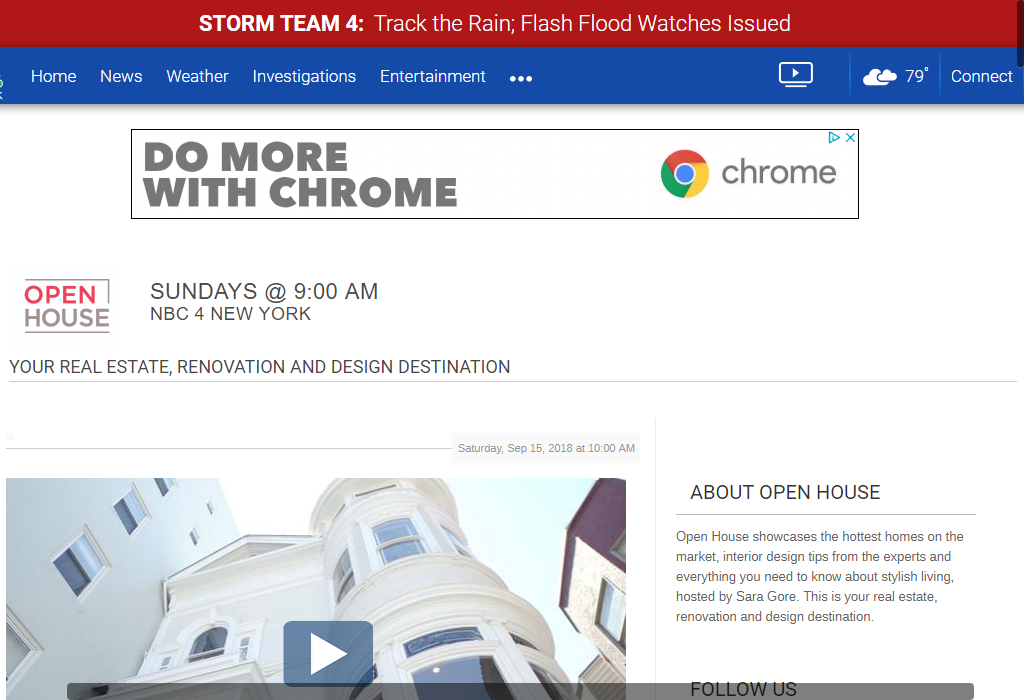 STORM TEAM 4: Track the Rain; Flash Flood Watches Issued
Home News Weather Investigations Entertainment ••• 79° Connect
DO MORE
WITH CHROME
chrome
OPEN
HOUSE
SUNDAYS @ 9:00 AM
NBC 4 NEW YORK
YOUR REAL ESTATE, RENOVATION AND DESIGN DESTINATION
Saturday, Sep 15, 2018 at 10:00 AM
ABOUT OPEN HOUSE
Open House showcases the hottest homes on the
market, interior design tips from the experts and
everything you need to know about stylish living,
hosted by Sara Gore. This is your real estate,
renovation and design destination.
FOLLOW US